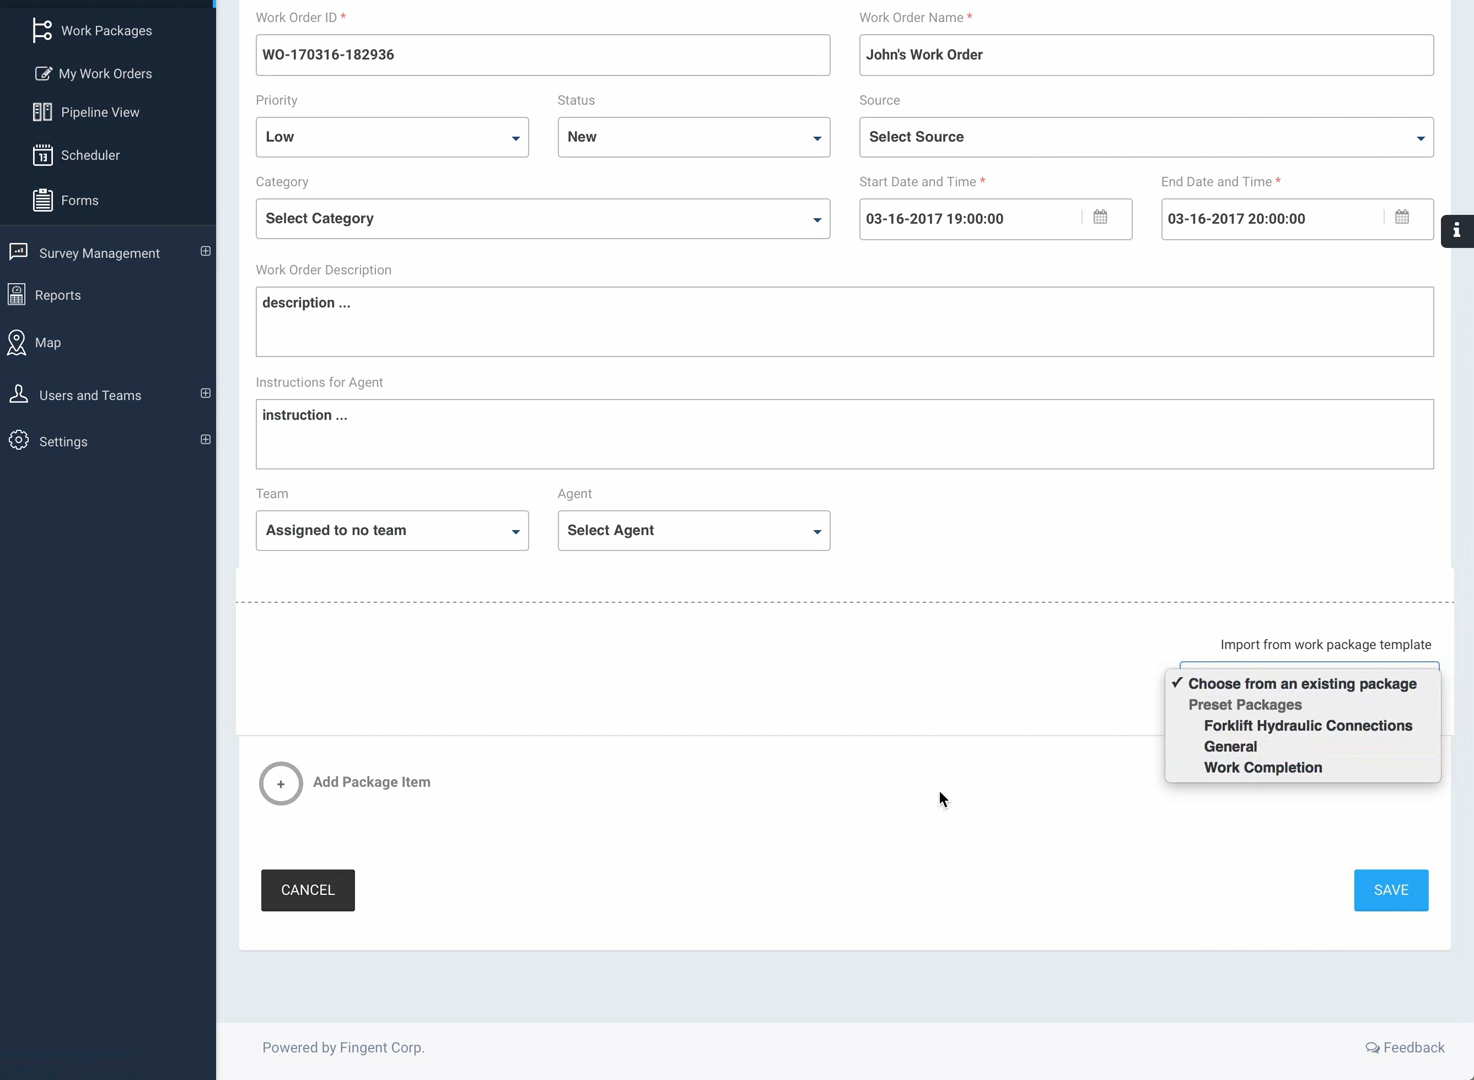 Work Packages
My Work Orders
Pipeline View
13 Scheduler
Forms
Survey Management
Reports
Map
Users and Teams
Settings
Work Order ID *
Work Order Name *
WO-170316-182936
John's Work Order
Priority
Status
Source
Low
New
Select Source
Category
Start Date and Time *
End Date and Time *
Select Category
03-16-2017 19:00:00
03-16-2017 20:00:00
i
Work Order Description
description ...
Instructions for Agent
instruction ...
Team
Agent
Assigned to no team
Select Agent
Import from work package template
✓ Choose from an existing package
Preset Packages
Forklift Hydraulic Connections
General
Work Completion
+ Add Package Item
CANCEL
SAVE
Powered by Fingent Corp.
Feedback